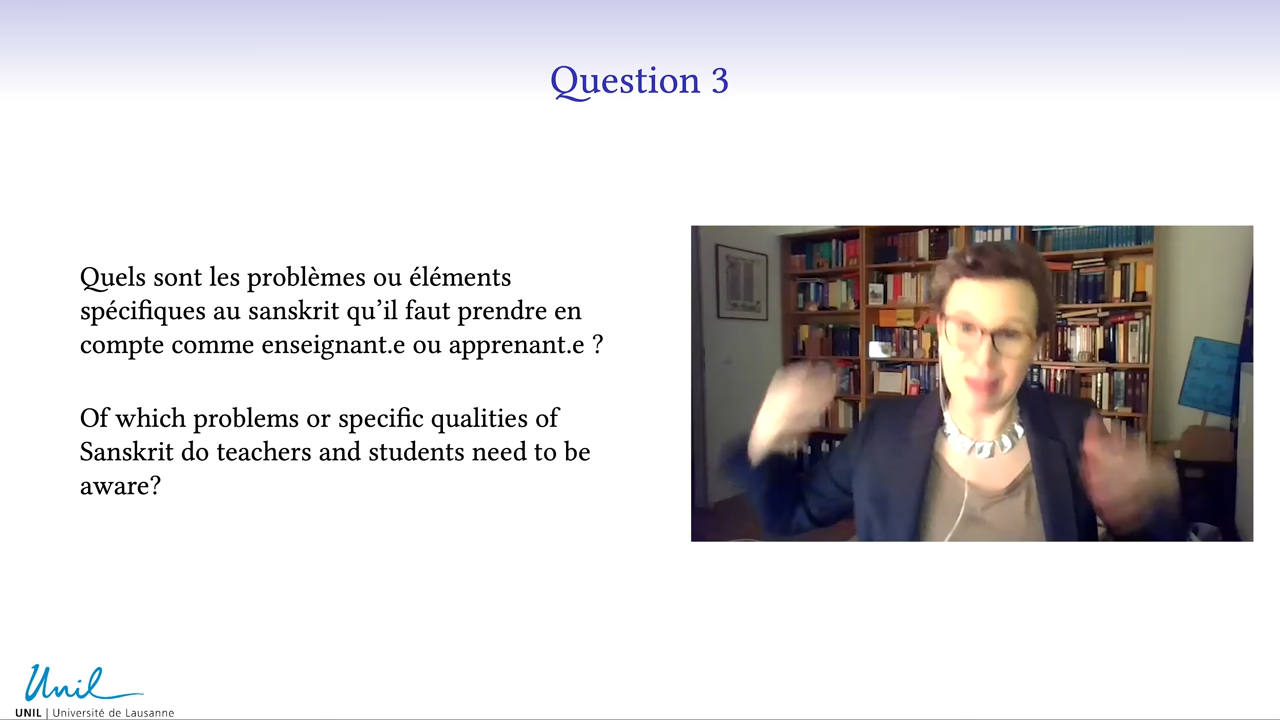 Question 3
Quels sont les problèmes ou éléments
spécifiques au sanskrit qu’il faut prendre en
compte comme enseignant.e ou apprenant.e ?
Of which problems or specific qualities of
Sanskrit do teachers and students need to be
aware?
Unil
UNIL | Université de Lausanne